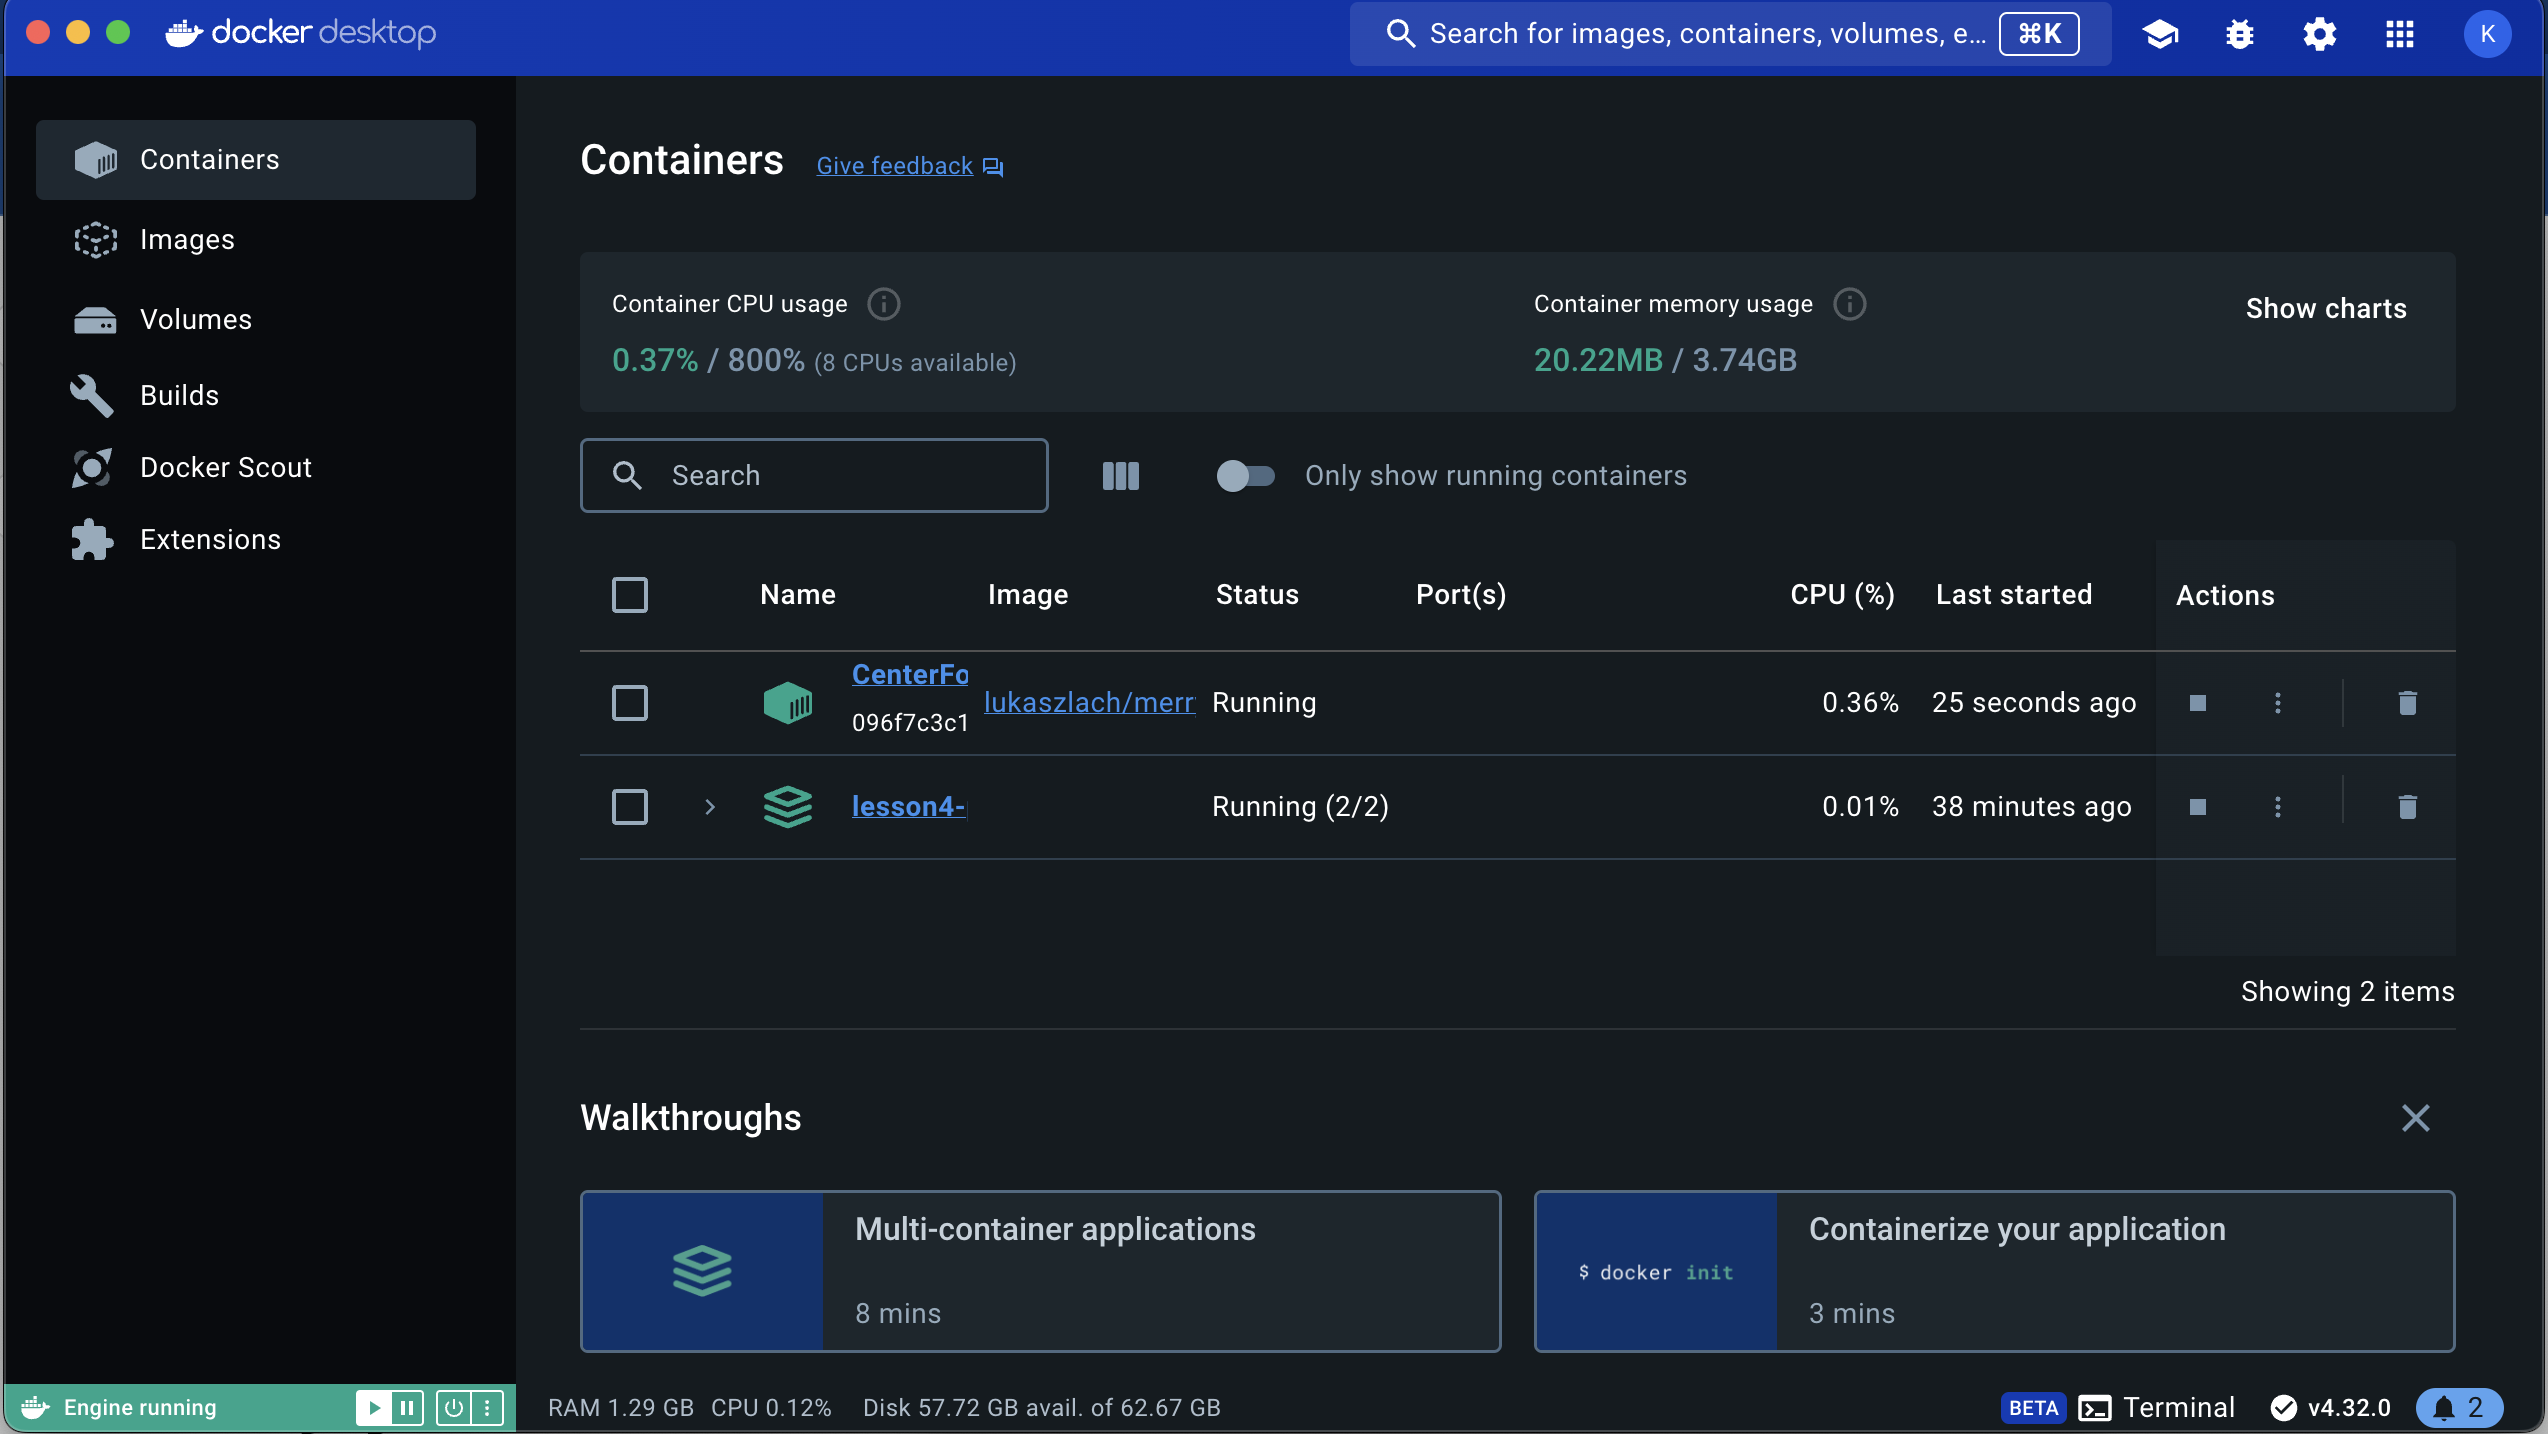 docker desktop
Search for images, containers, volumes, e... ⌘K
K
Containers
Images
Volumes
Builds
Docker Scout
Extensions
Containers Give feedback
Container CPU usage
0.37% / 800% (8 CPUs available)
Container memory usage
20.22MB / 3.74GB
Show charts
Search
Only show running containers
Name Image Status Port(s) CPU (%) Last started Actions
CenterFo
096f7c3c1
lukaszlach/merr Running 0.36% 25 seconds ago
lesson4- Running (2/2) 0.01% 38 minutes ago
Showing 2 items
Walkthroughs
Multi-container applications
8 mins
$ docker init
Containerize your application
3 mins
Engine running
RAM 1.29 GB CPU 0.12% Disk 57.72 GB avail. of 62.67 GB
BETA Terminal v4.32.0 2